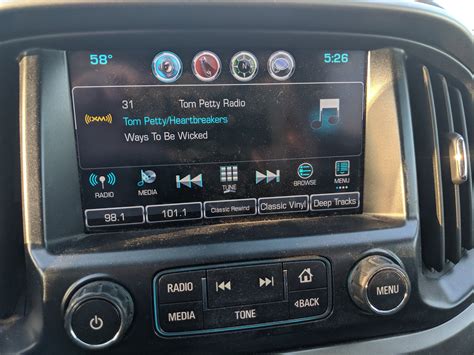 58°
N
5:26
31 Tom Petty Radio
((XM))
Tom Petty/Heartbreakers
Ways To Be Wicked
RADIO MEDIA TUNE BROWSE MENU
98.1 101.1 Classic Rewind Classic Vinyl Deep Tracks
RADIO
MENU
BACK
MEDIA TONE